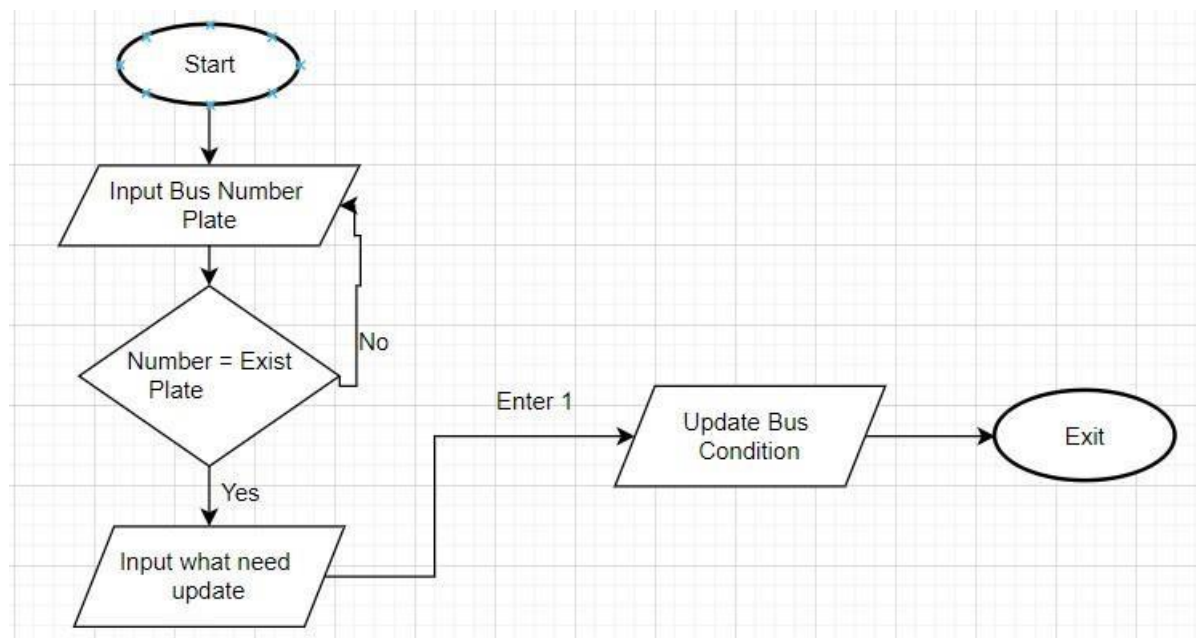 Start
Input Bus Number
Plate
Number = Exist
Plate
No
Yes
Input what need
update
Enter 1
Update Bus
Condition
Exit